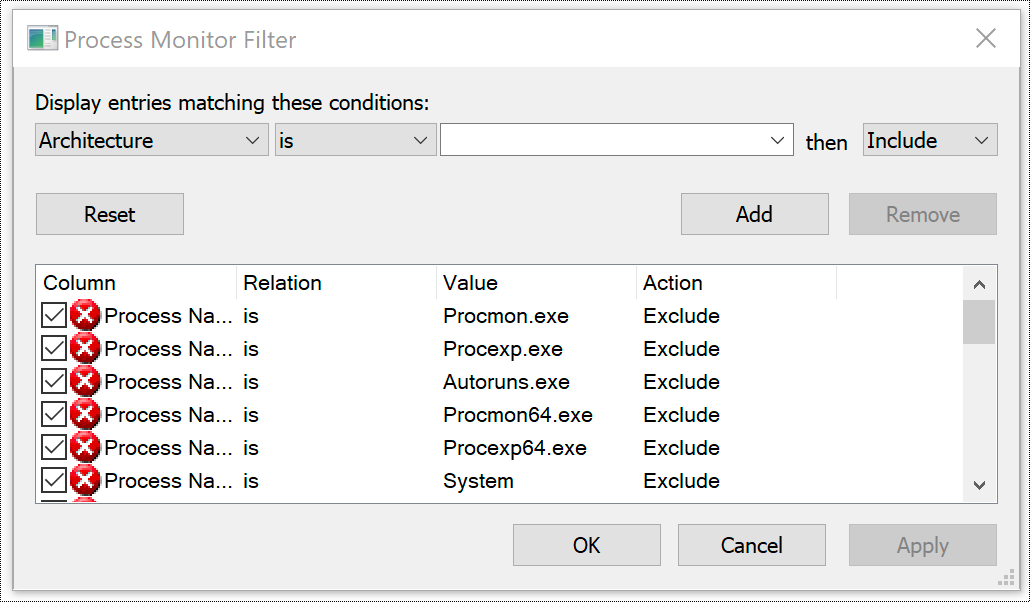 Process Monitor Filter
Display entries matching these conditions:
Architecture is then Include
Reset Add Remove
Column Relation Value Action
Process Na... is Procmon.exe Exclude
Process Na... is Procexp.exe Exclude
Process Na... is Autoruns.exe Exclude
Process Na... is Procmon64.exe Exclude
Process Na... is Procexp64.exe Exclude
Process Na... is System Exclude
OK Cancel Apply